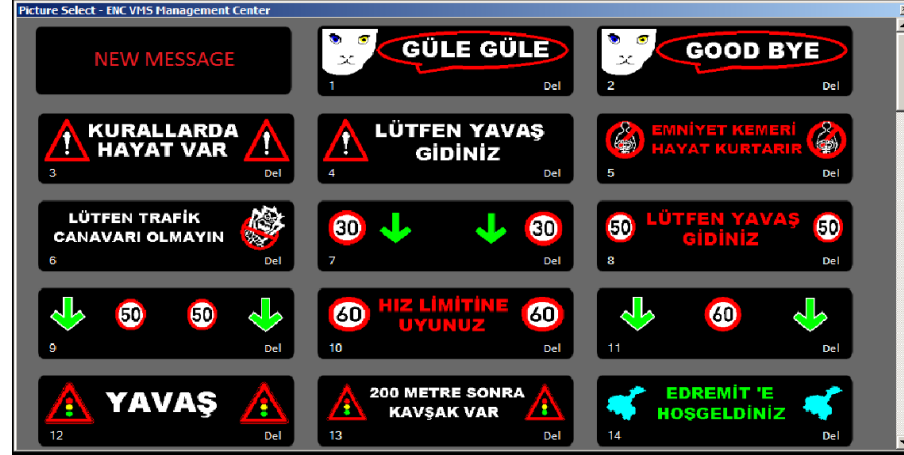 Picture Select - ENC VMS Management Center
NEW MESSAGE
GÜLE GÜLE
1 Del
GOOD BYE
2 Del
KURALLARDA
HAYAT VAR
3 Del
LÜTFEN YAVAŞ
GİDİNİZ
4 Del
EMNİYET KEMERİ
HAYAT KURTARIR
5 Del
LÜTFEN TRAFİK
CANAVARI OLMAYIN
6 Del
30 30
7 Del
50 LÜTFEN YAVAŞ 50
GİDİNİZ
8 Del
50 50
9 Del
60 HIZ LİMİTİNE 60
UYUNUZ
10 Del
60
11 Del
YAVAŞ
12 Del
200 METRE SONRA
KAVŞAK VAR
13 Del
EDREMİT 'E
HOŞGELDİNİZ
14 Del